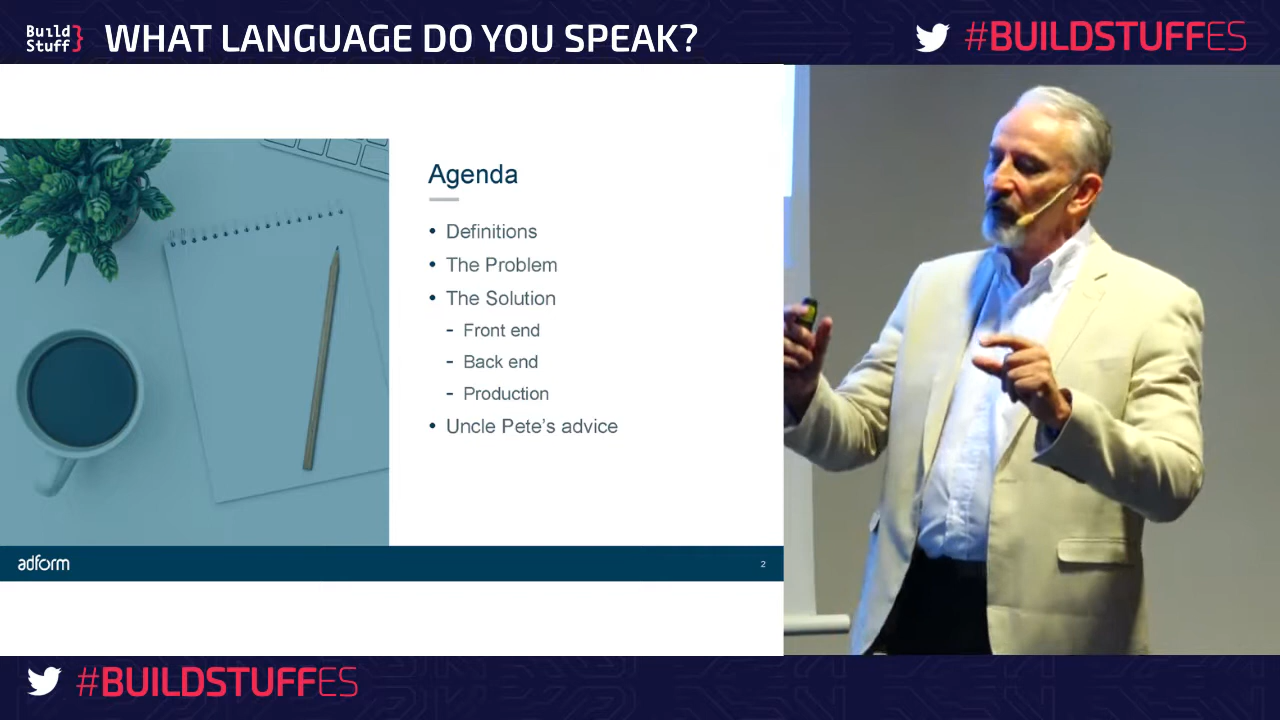 Build
Stuff} WHAT LANGUAGE DO YOU SPEAK?
#BUILDSTUFFES
Agenda
• Definitions
• The Problem
• The Solution
- Front end
- Back end
- Production
• Uncle Pete’s advice
adform
2
#BUILDSTUFFES